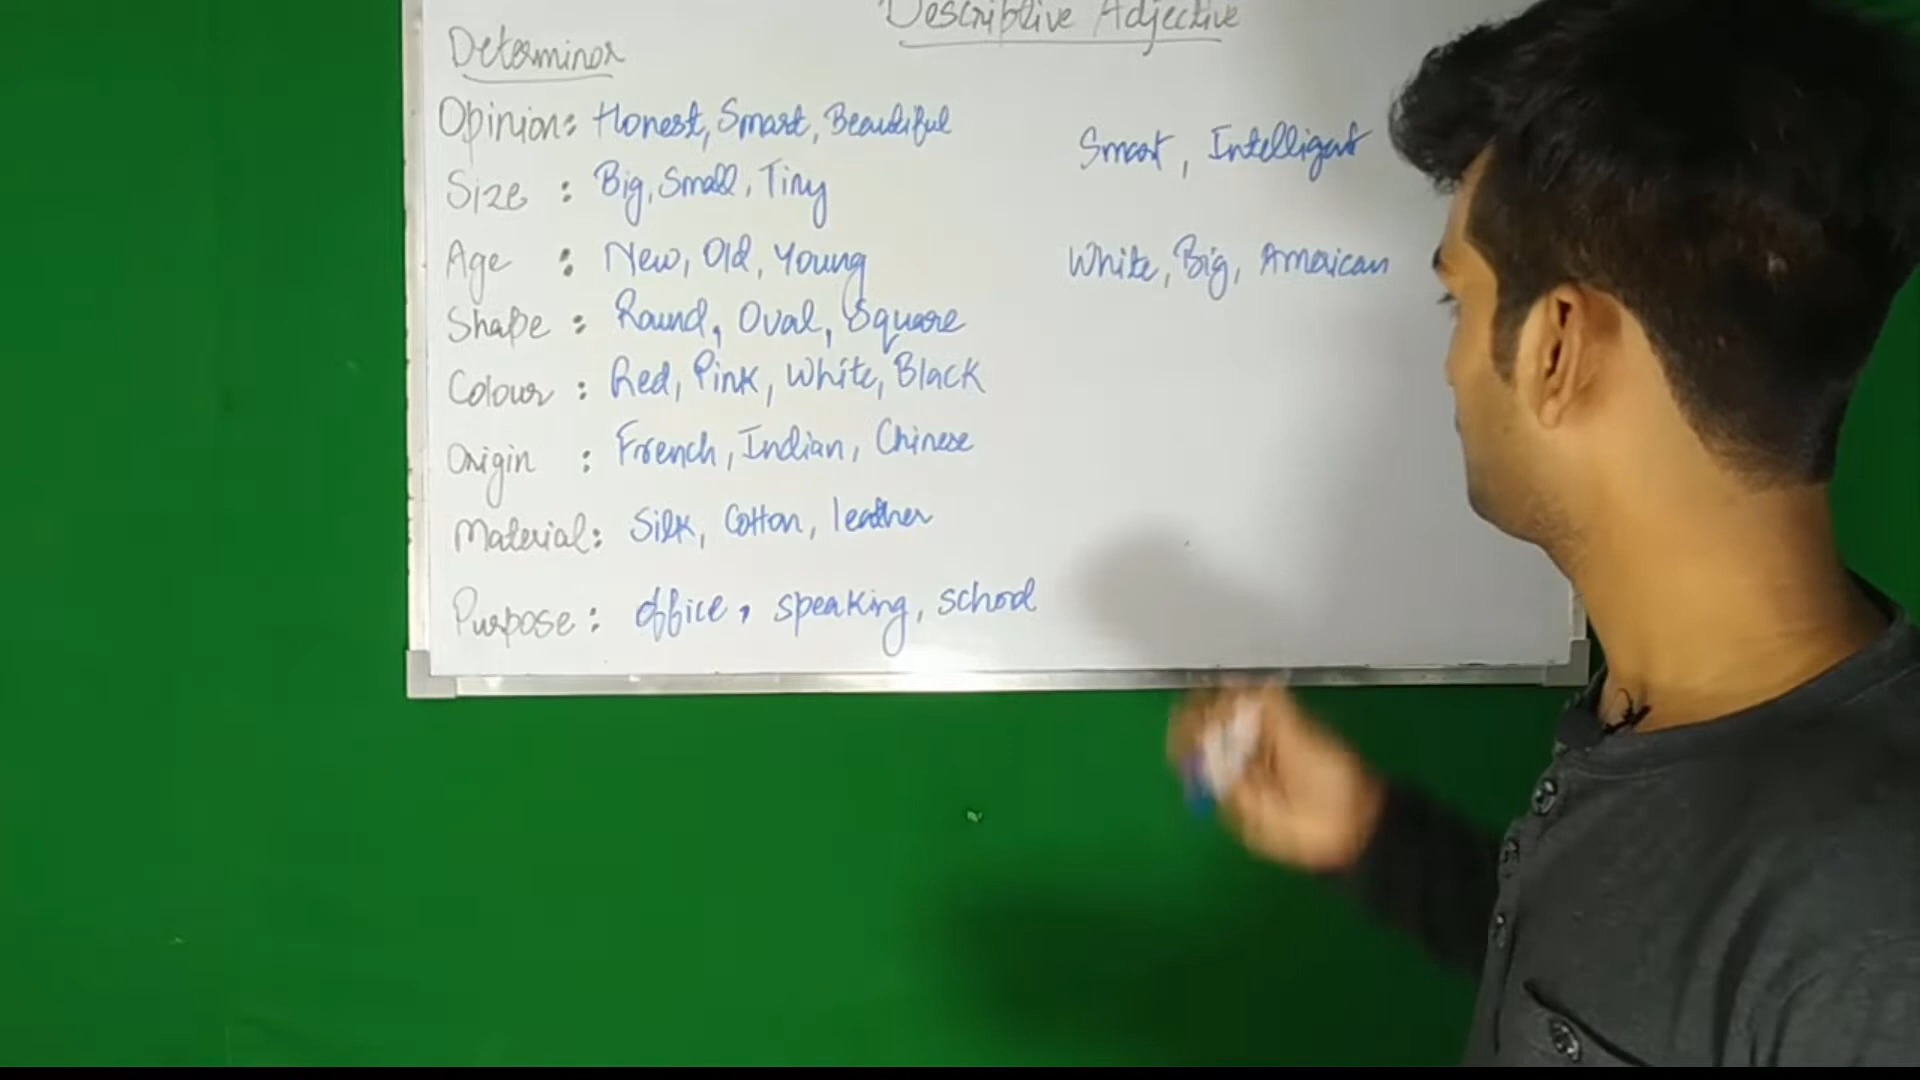 Descriptive Adjective
Determinor
Opinion: Honest, Smart, Beautiful
Smart, Intelligent
Size : Big, Small, Tiny
Age : New, Old, Young
White, Big, American
Shape : Round, Oval, Square
Colour : Red, Pink, White, Black
Origin : French, Indian, Chinese
Material: Silk, Cotton, leather
Purpose: office, speaking, school